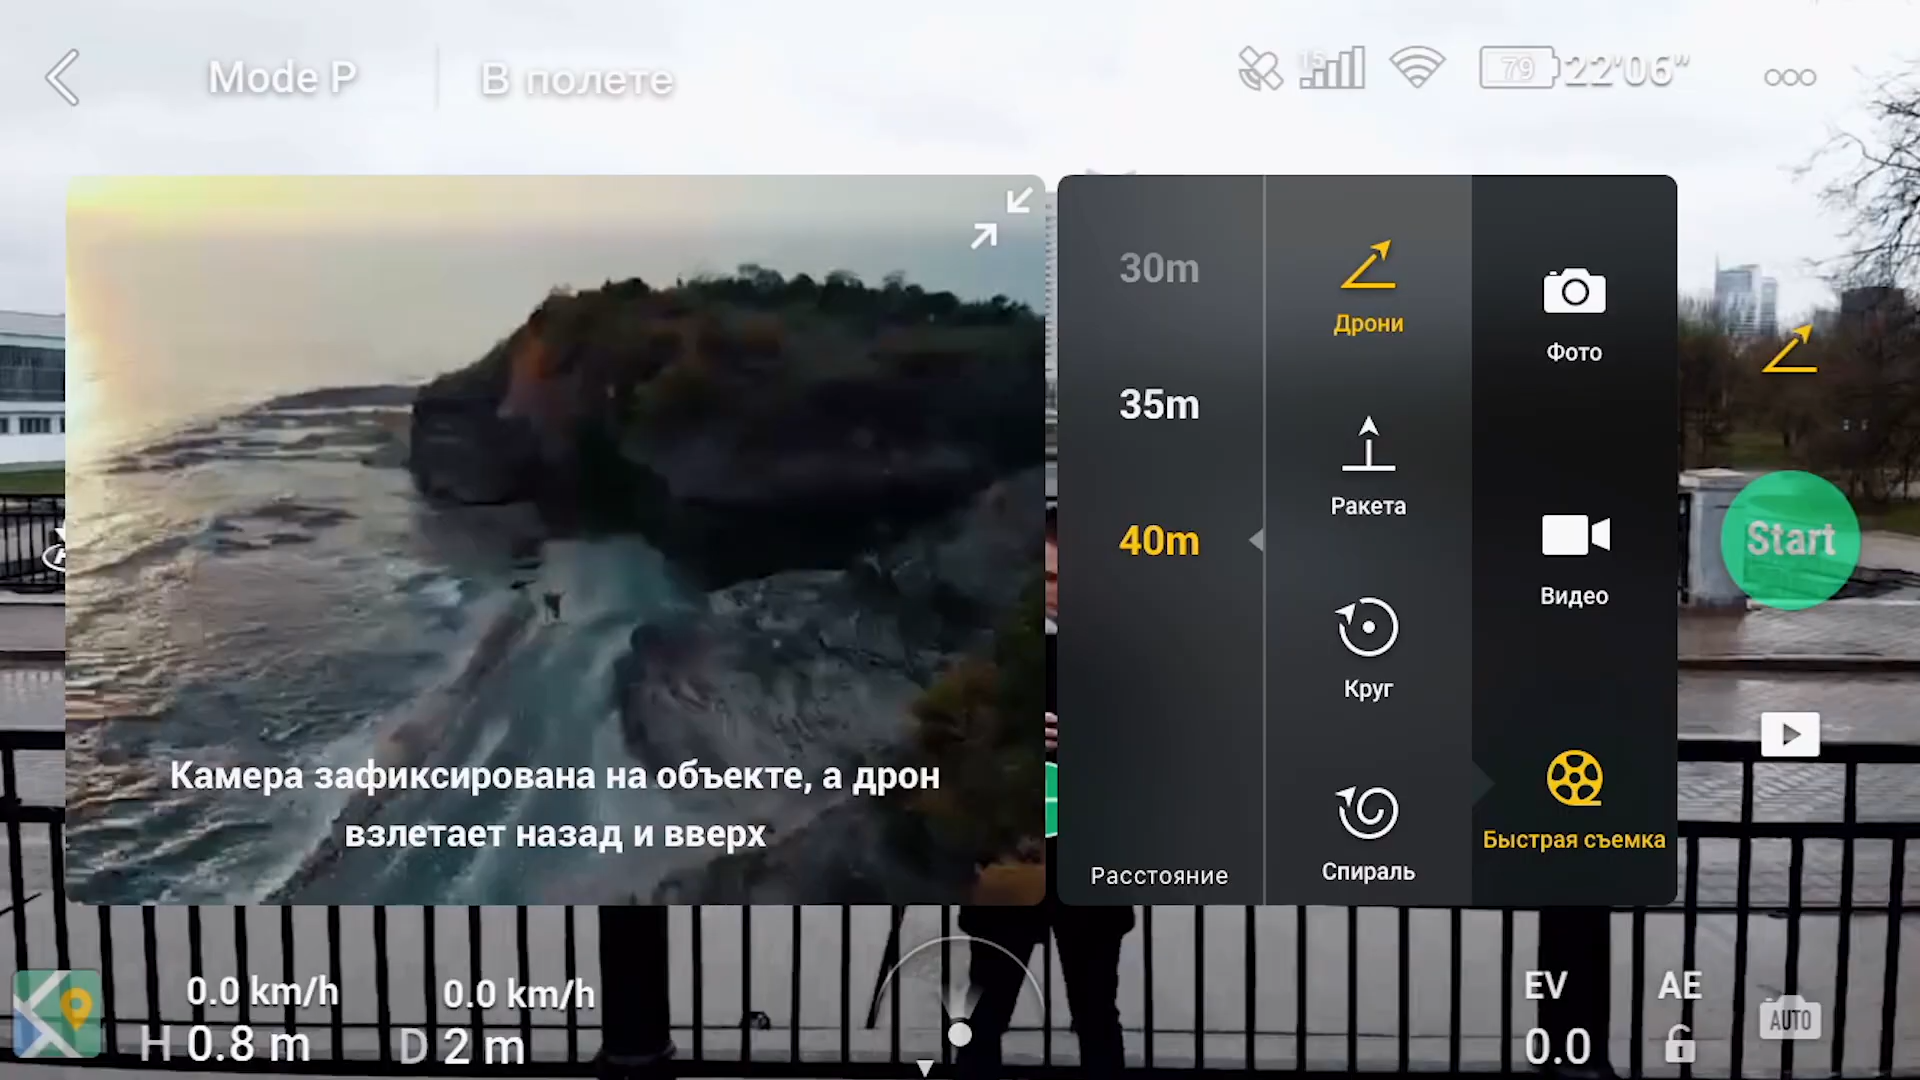 Mode P
В полете
15
79
22'06"
30m
35m
40m
Расстояние
Дрони
Ракета
Круг
Спираль
Фото
Видео
Быстрая съемка
Start
Камера зафиксирована на объекте, а дрон
взлетает назад и вверх
0.0 km/h
0.0 km/h
H 0.8 m
D 2 m
EV
0.0
AE
AUTO